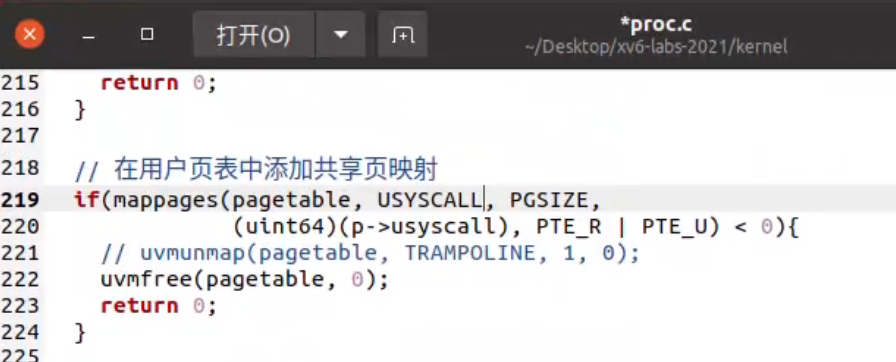 打开(O)
*proc.c
~/Desktop/xv6-labs-2021/kernel
215     return 0;
216   }
217
218   // 在用户页表中添加共享页映射
219   if(mappages(pagetable, USYSCALL, PGSIZE,
220               (uint64)(p->usyscall), PTE_R | PTE_U) < 0){
221     // uvmunmap(pagetable, TRAMPOLINE, 1, 0);
222     uvmfree(pagetable, 0);
223     return 0;
224   }
225